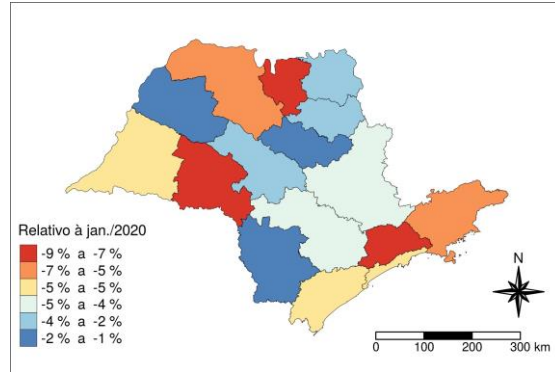 Relativo à jan./2020
-9 % a -7 %
-7 % a -5 %
-5 % a -5 %
-5 % a -4 %
-4 % a -2 %
-2 % a -1 %
N
0 100 200 300 km